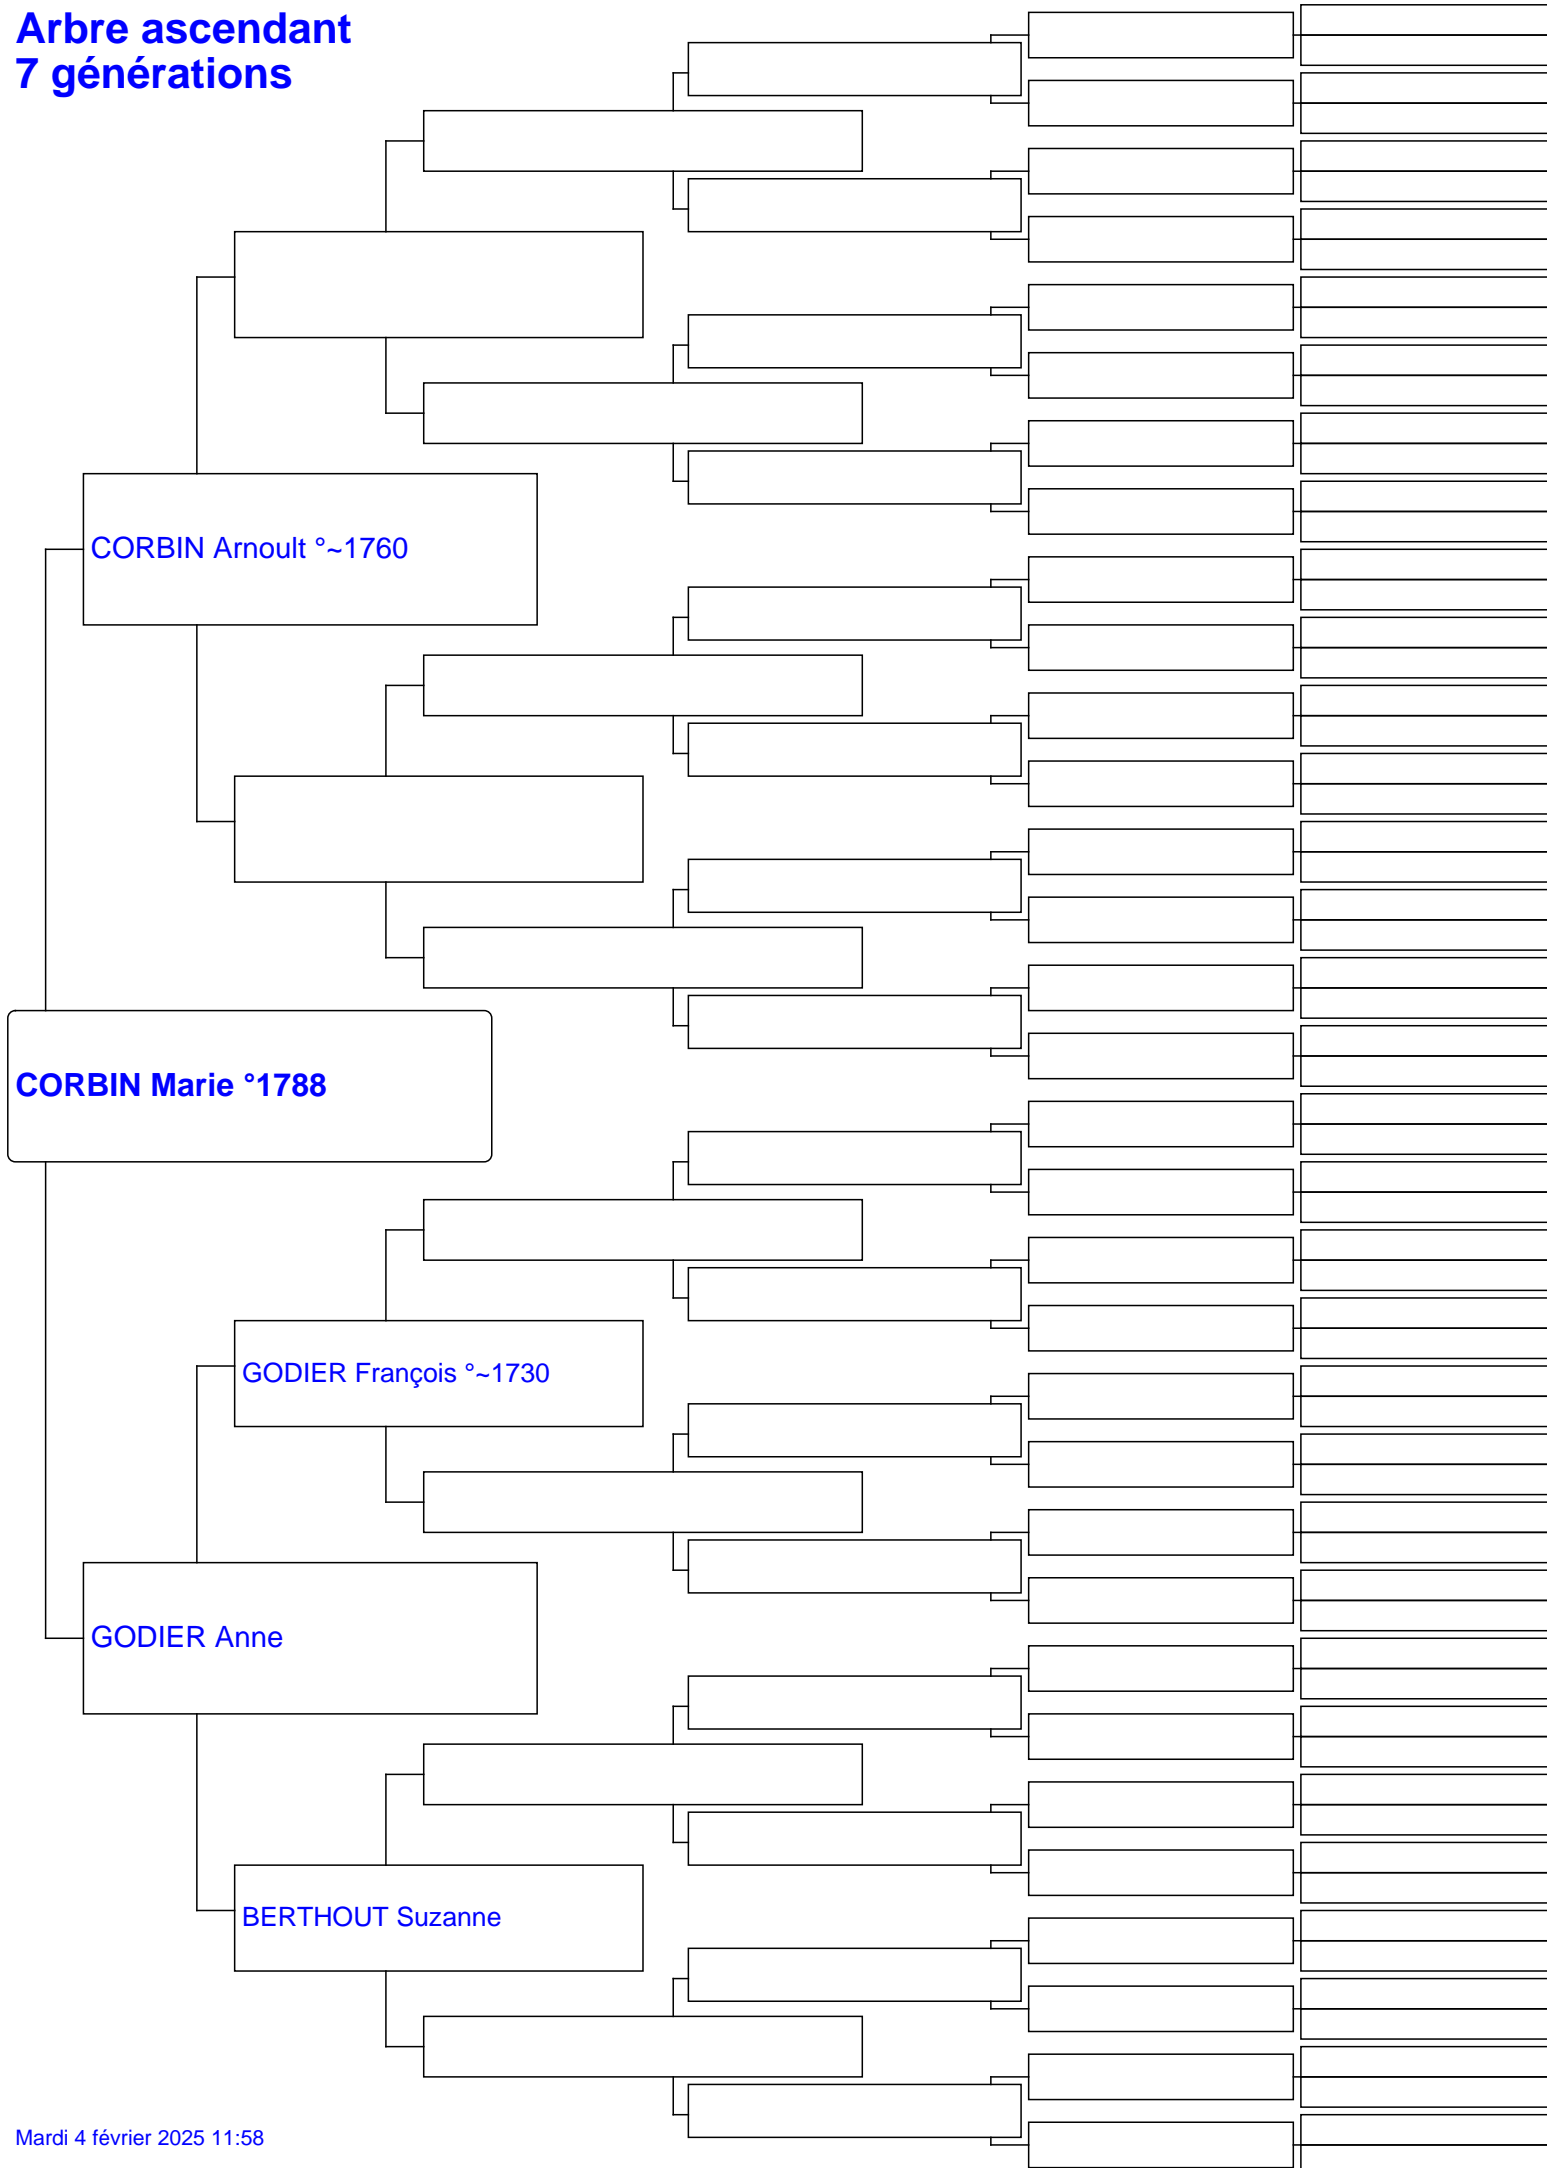 Arbre ascendant
7 générations
CORBIN Arnoult °~1760
CORBIN Marie °1788
GODIER François °~1730
GODIER Anne
BERTHOUT Suzanne
Mardi 4 février 2025 11:58